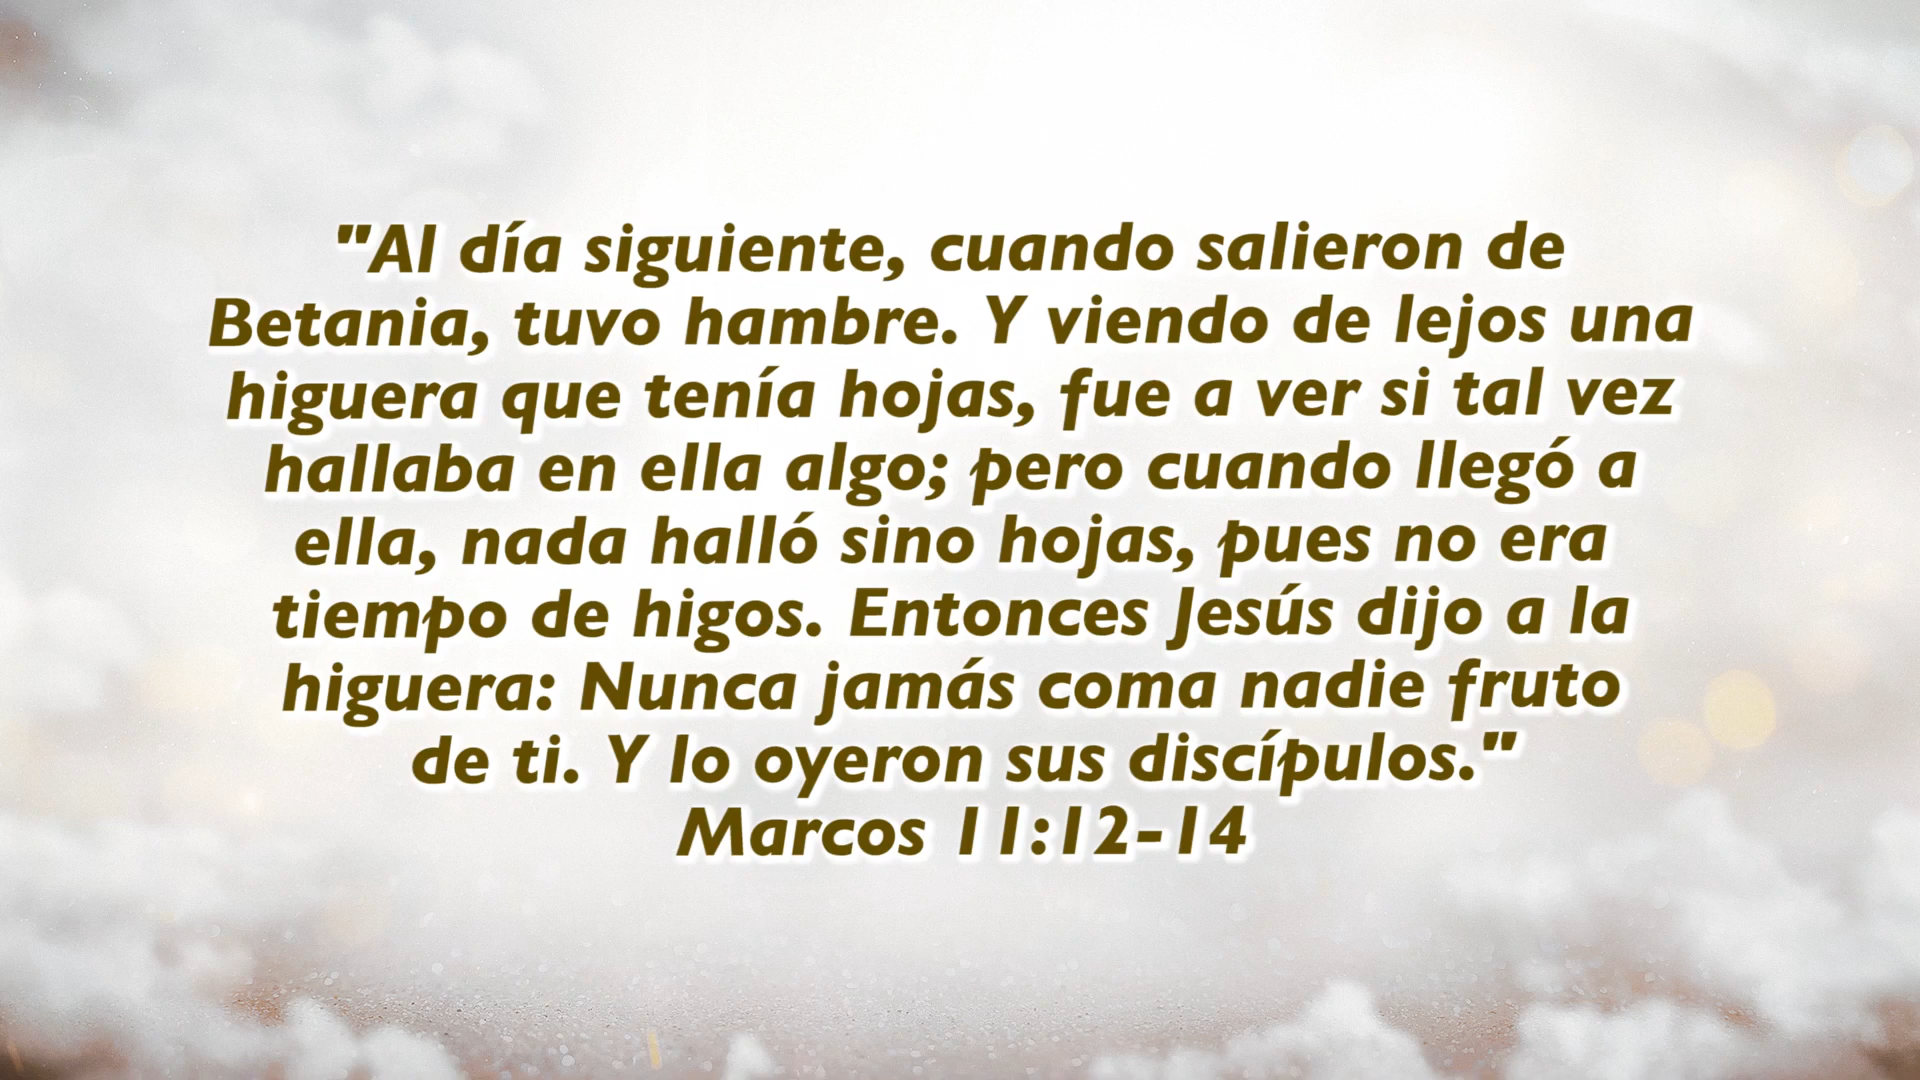 "Al día siguiente, cuando salieron de
Betania, tuvo hambre. Y viendo de lejos una
higuera que tenía hojas, fue a ver si tal vez
hallaba en ella algo; pero cuando llegó a
ella, nada halló sino hojas, pues no era
tiempo de higos. Entonces Jesús dijo a la
higuera: Nunca jamás coma nadie fruto
de ti. Y lo oyeron sus discípulos."
Marcos 11:12-14